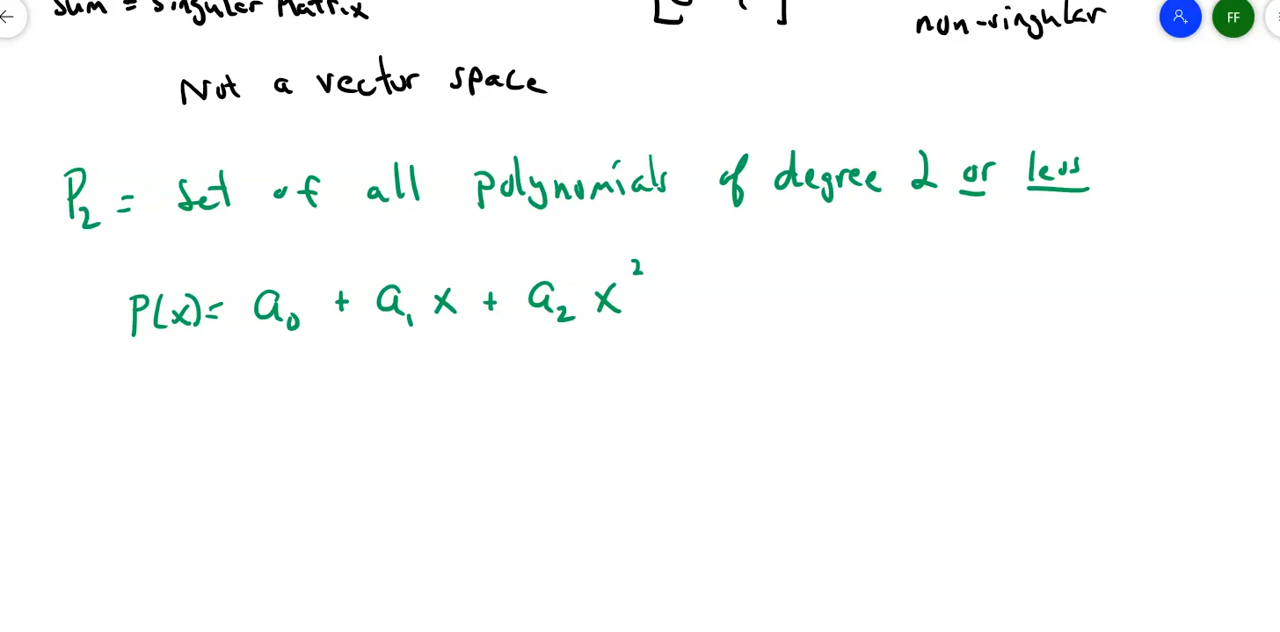 sum = singular Matrix
non-singular
FF
Not a vector space
P₂ = Set of all polynomials of degree 2 or less
P(x)= a₀ + a₁ x + a₂ x²